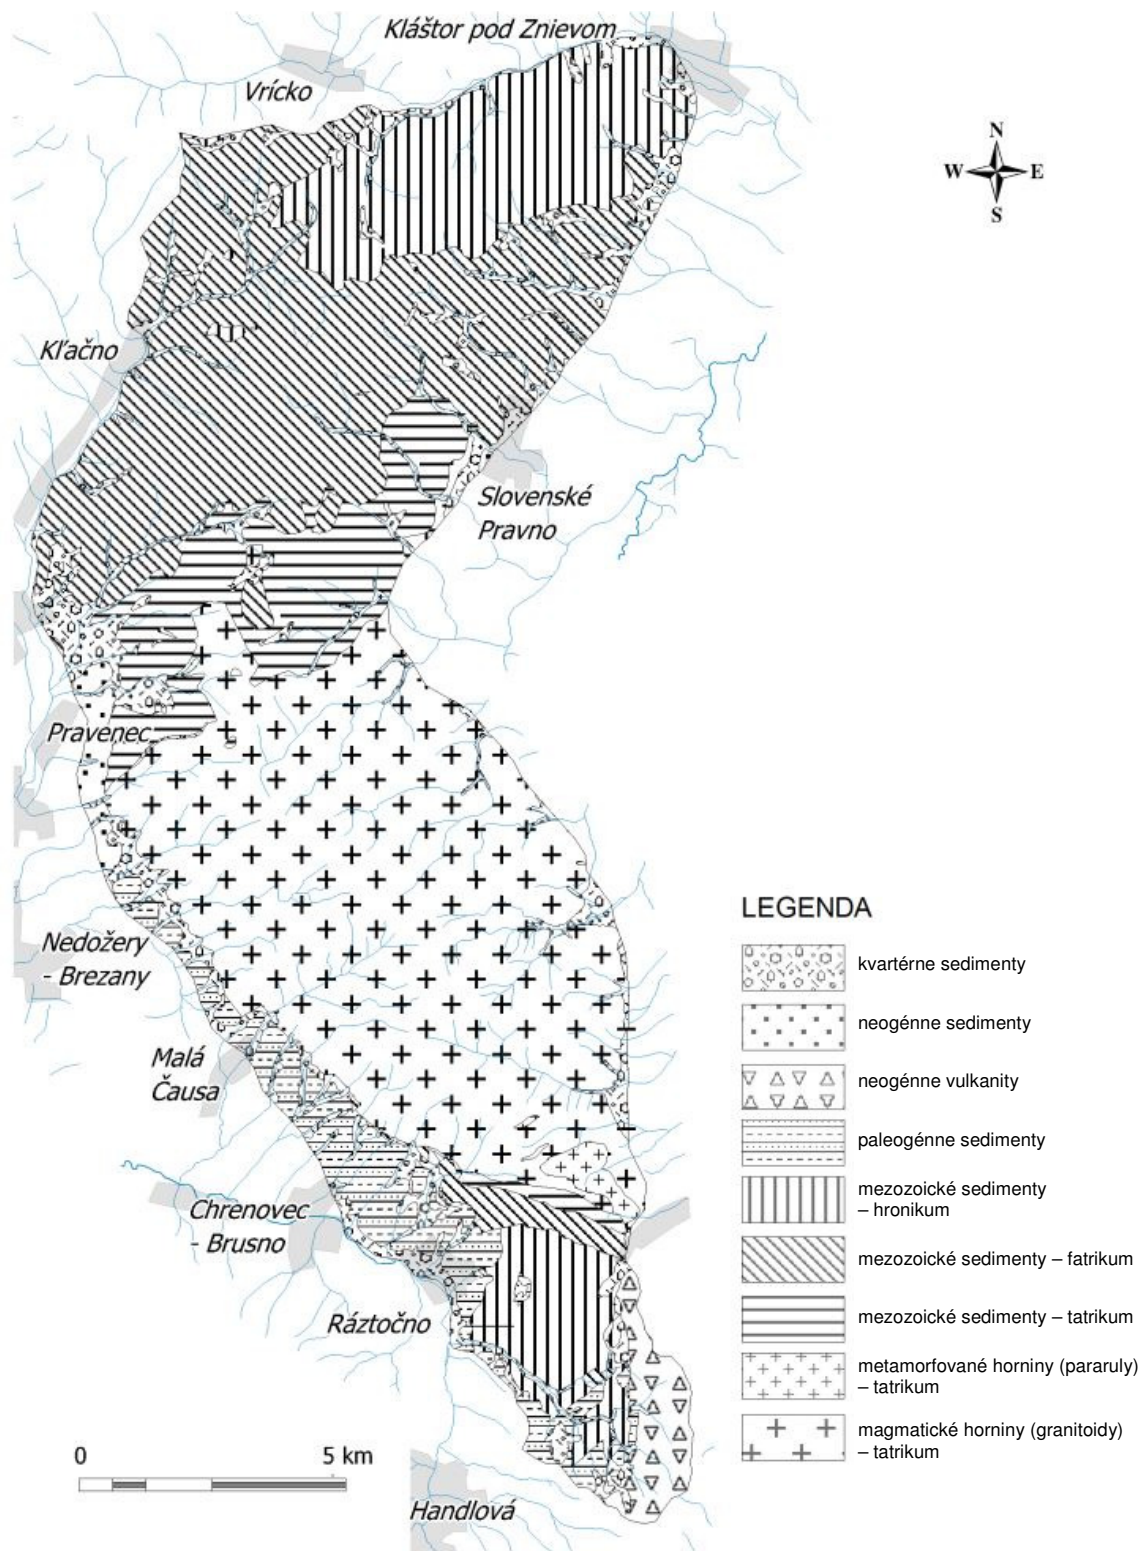 Kláštor pod Znievom
Vrícko
N
W
E
S
Kľačno
Slovenské
Pravno
Pravenec
LEGENDA
Nedožery
- Brezany
kvartérne sedimenty
neogénne sedimenty
Malá
Čausa
neogénne vulkanity
paleogénne sedimenty
Chrenovec
- Brusno
mezozoické sedimenty
– hronikum
mezozoické sedimenty – fatrikum
Ráztočno
mezozoické sedimenty – tatrikum
metamorfované horniny (pararuly)
– tatrikum
magmatické horniny (granitoidy)
– tatrikum
0
5 km
Handlová